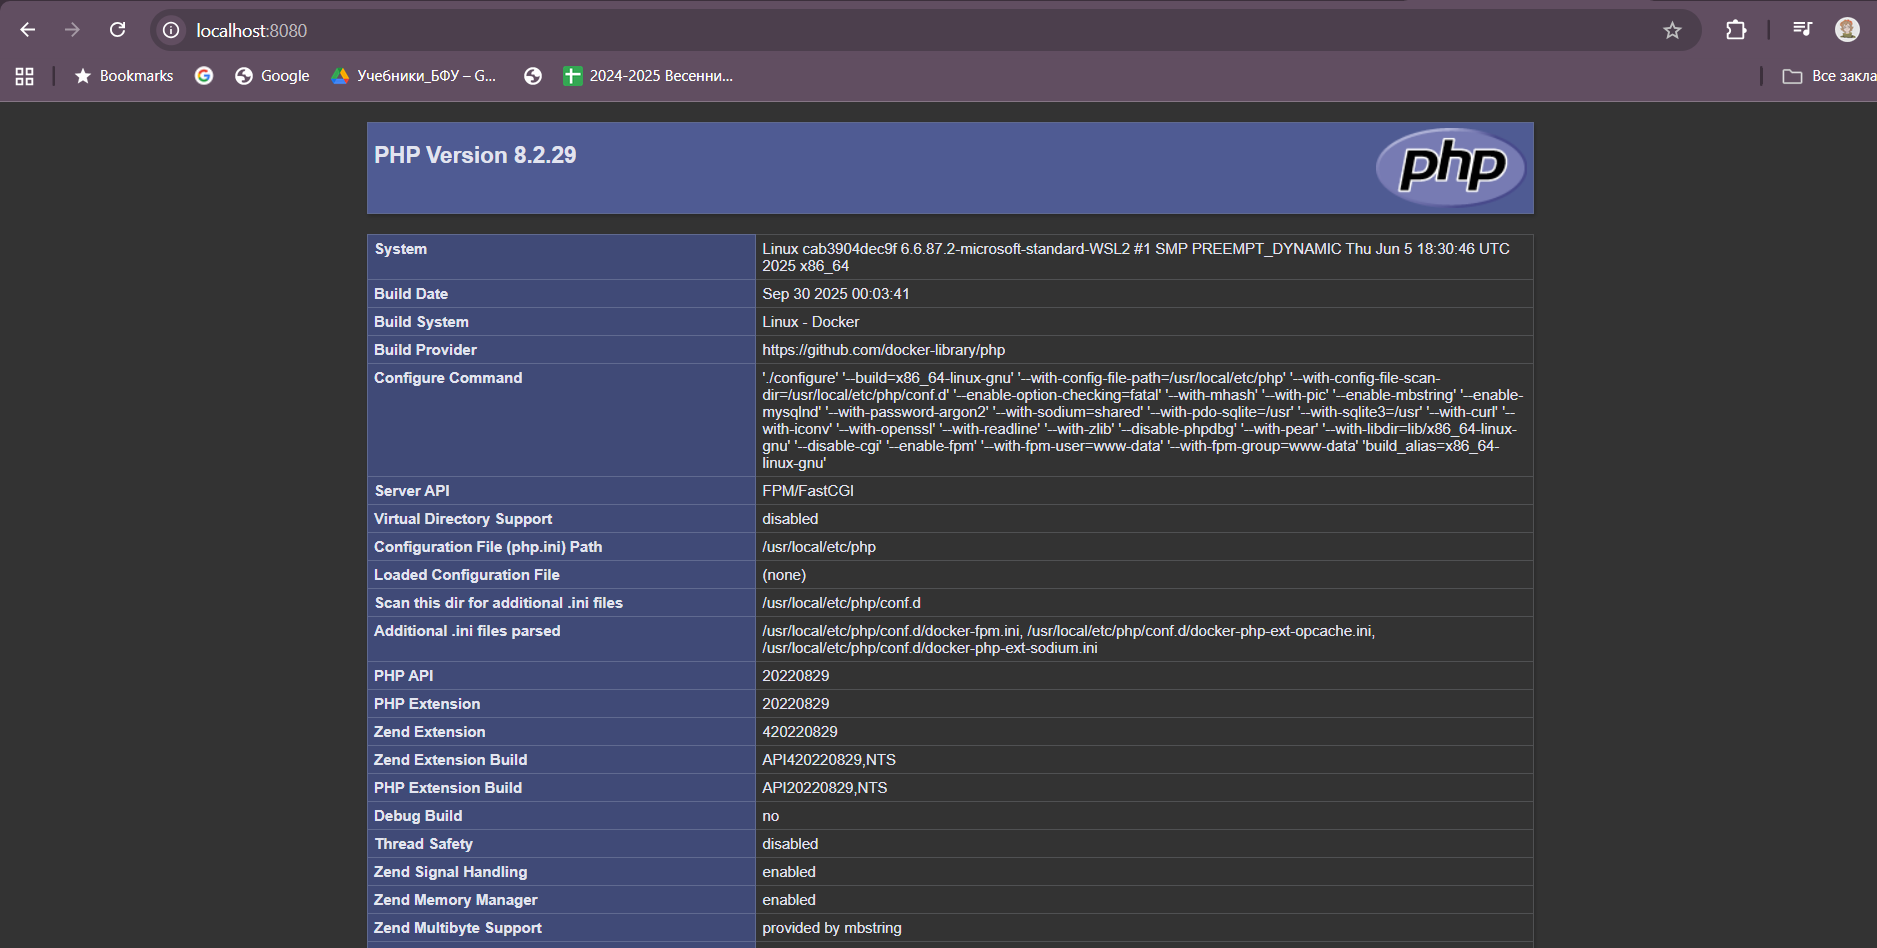 localhost:8080
Bookmarks
Google
Учебники_БФУ – G...
2024-2025 Весенни...
Все закла
PHP Version 8.2.29
php
System
Linux cab3904dec9f 6.6.87.2-microsoft-standard-WSL2 #1 SMP PREEMPT_DYNAMIC Thu Jun 5 18:30:46 UTC
2025 x86_64
Build Date
Sep 30 2025 00:03:41
Build System
Linux - Docker
Build Provider
https://github.com/docker-library/php
Configure Command
'./configure' '--build=x86_64-linux-gnu' '--with-config-file-path=/usr/local/etc/php' '--with-config-file-scan-
dir=/usr/local/etc/php/conf.d' '--enable-option-checking=fatal' '--with-mhash' '--with-pic' '--enable-mbstring' '--enable-
mysqlnd' '--with-password-argon2' '--with-sodium=shared' '--with-pdo-sqlite=/usr' '--with-sqlite3=/usr' '--with-curl' '--
with-iconv' '--with-openssl' '--with-readline' '--with-zlib' '--disable-phpdbg' '--with-pear' '--with-libdir=lib/x86_64-linux-
gnu' '--disable-cgi' '--enable-fpm' '--with-fpm-user=www-data' '--with-fpm-group=www-data' 'build_alias=x86_64-
linux-gnu'
Server API
FPM/FastCGI
Virtual Directory Support
disabled
Configuration File (php.ini) Path
/usr/local/etc/php
Loaded Configuration File
(none)
Scan this dir for additional .ini files
/usr/local/etc/php/conf.d
Additional .ini files parsed
/usr/local/etc/php/conf.d/docker-fpm.ini, /usr/local/etc/php/conf.d/docker-php-ext-opcache.ini,
/usr/local/etc/php/conf.d/docker-php-ext-sodium.ini
PHP API
20220829
PHP Extension
20220829
Zend Extension
420220829
Zend Extension Build
API420220829,NTS
PHP Extension Build
API20220829,NTS
Debug Build
no
Thread Safety
disabled
Zend Signal Handling
enabled
Zend Memory Manager
enabled
Zend Multibyte Support
provided by mbstring